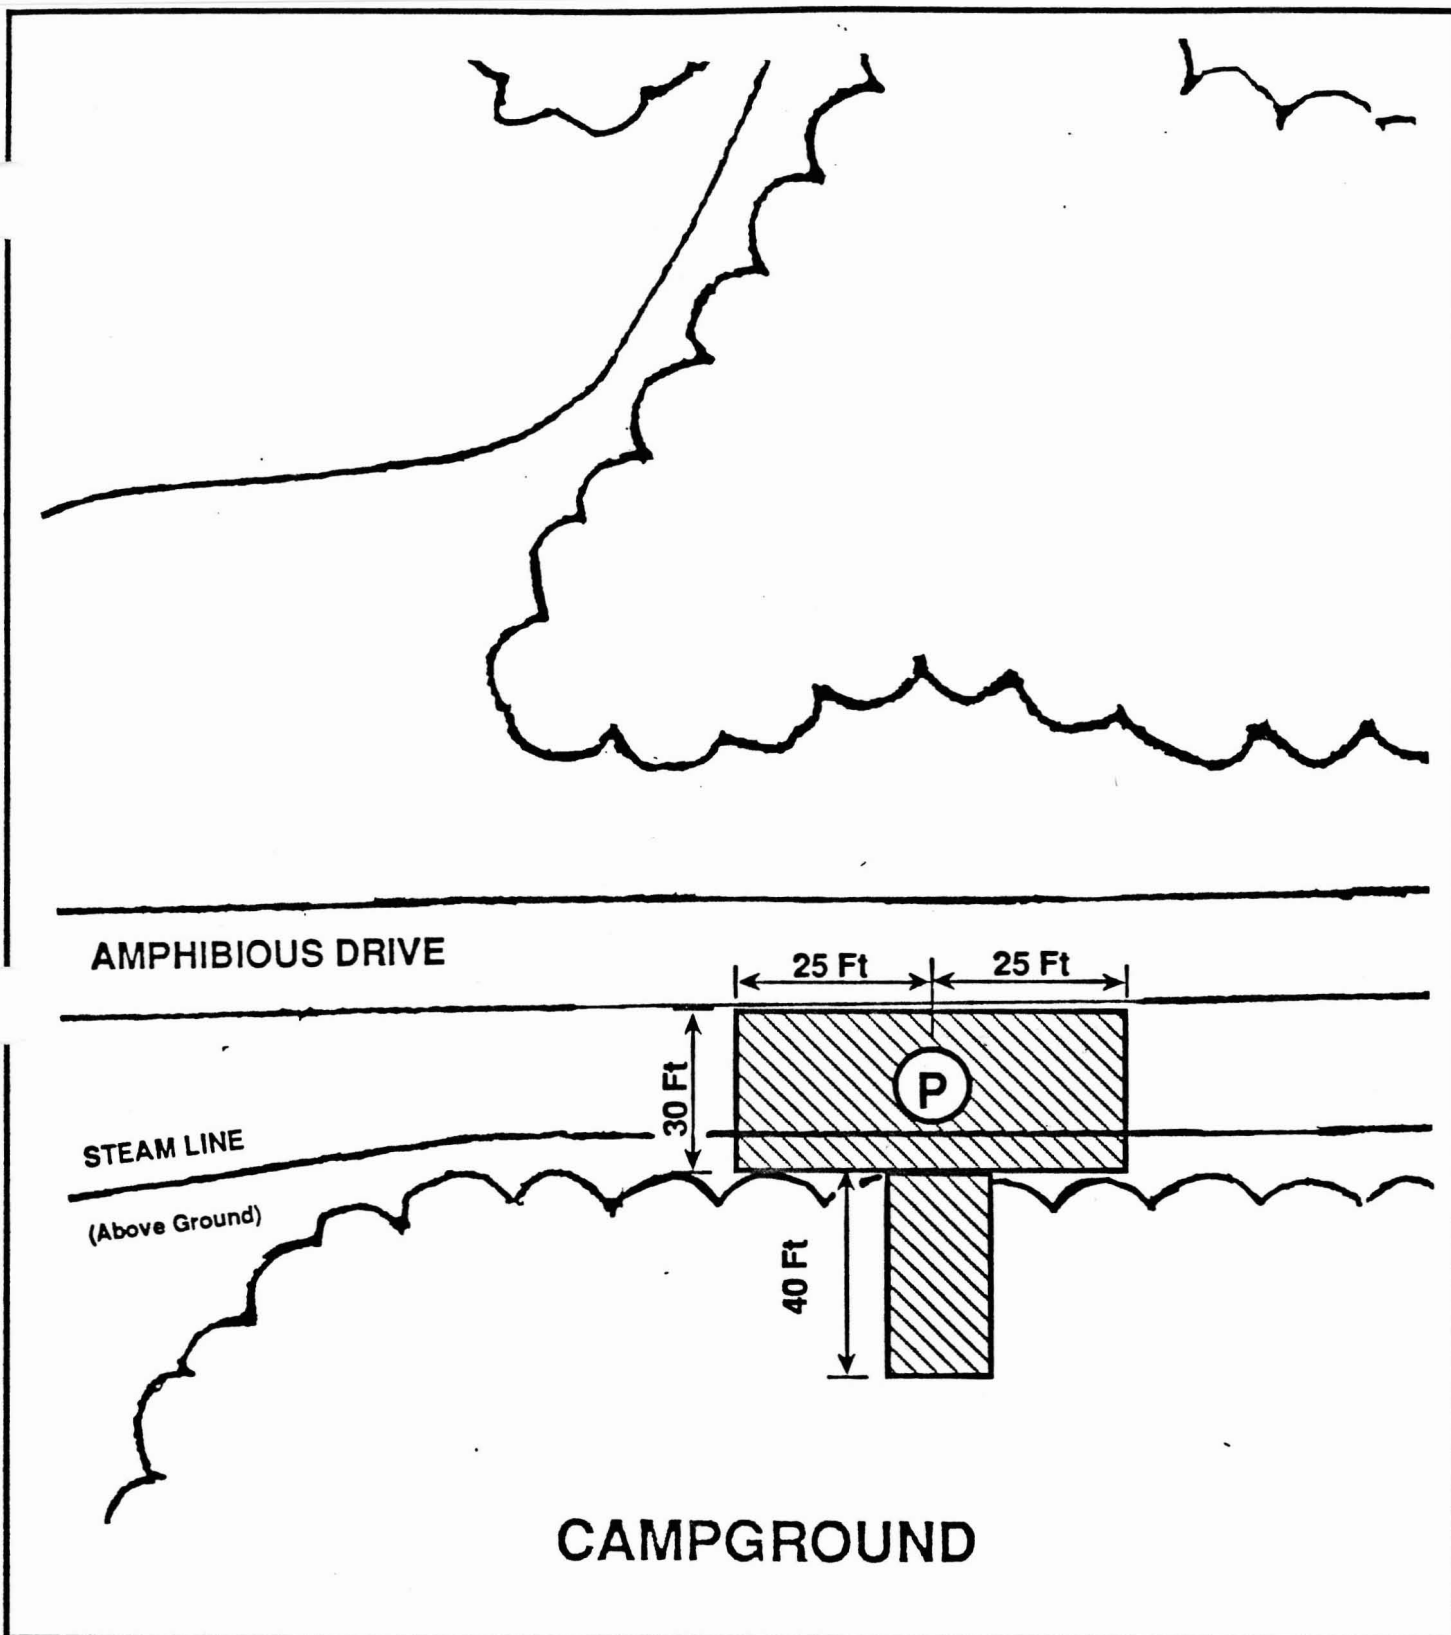 AMPHIBIOUS DRIVE
25 Ft
25 Ft
30 Ft
P
STEAM LINE
(Above Ground)
40 Ft
CAMPGROUND